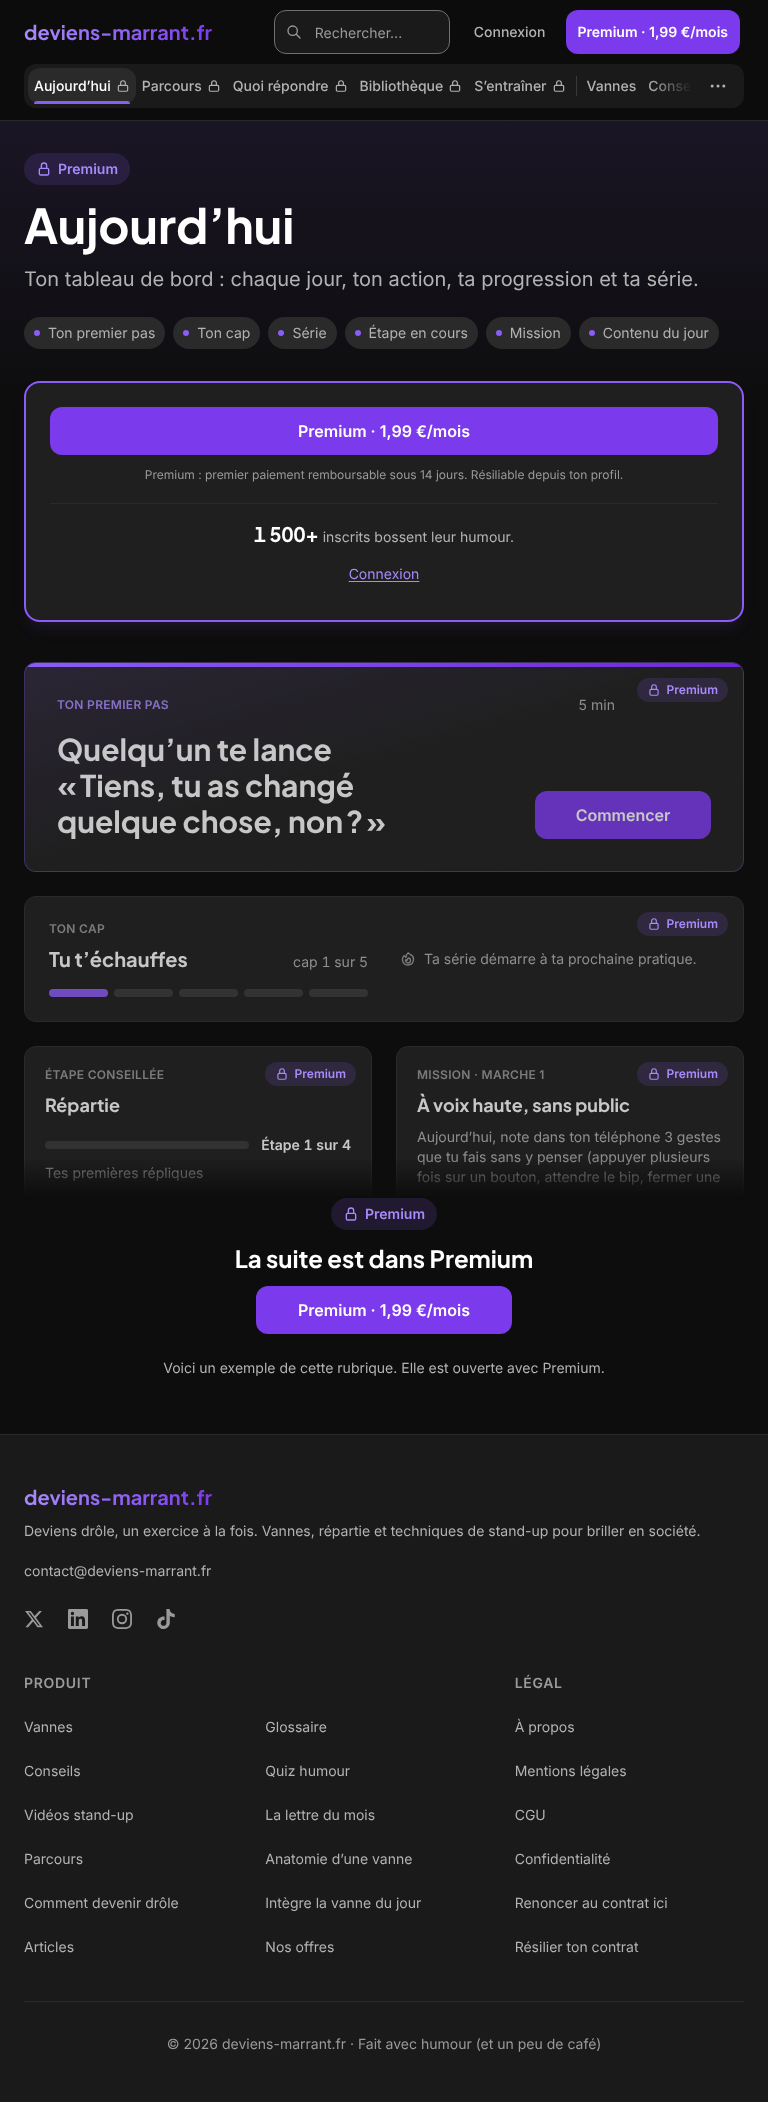 deviens-marrant.fr
Rechercher...
Connexion
Premium · 1,99 €/mois
Aujourd’hui
Parcours
Quoi répondre
Bibliothèque
S’entraîner
Vannes
Premium
Aujourd’hui
Ton tableau de bord : chaque jour, ton action, ta progression et ta série.
Ton premier pas
Ton cap
Série
Étape en cours
Mission
Contenu du jour
Premium · 1,99 €/mois
Premium : premier paiement remboursable sous 14 jours. Résiliable depuis ton profil.
1 500+ inscrits bossent leur humour.
Connexion
Premium
TON PREMIER PAS
5 min
Quelqu’un te lance
« Tiens, tu as changé
quelque chose, non ? »
Commencer
Premium
TON CAP
Tu t’échauffes
cap 1 sur 5
Ta série démarre à ta prochaine pratique.
ÉTAPE CONSEILLÉE
Premium
Répartie
Étape 1 sur 4
Tes premières répliques
MISSION · MARCHE 1
Premium
À voix haute, sans public
Aujourd’hui, note dans ton téléphone 3 gestes
que tu fais sans y penser (appuyer plusieurs
fois sur un bouton, attendre le bip, fermer une
Premium
La suite est dans Premium
Premium · 1,99 €/mois
Voici un exemple de cette rubrique. Elle est ouverte avec Premium.
deviens-marrant.fr
Deviens drôle, un exercice à la fois. Vannes, répartie et techniques de stand-up pour briller en société.
contact@deviens-marrant.fr
PRODUIT
Vannes
Conseils
Vidéos stand-up
Parcours
Comment devenir drôle
Articles
Glossaire
Quiz humour
La lettre du mois
Anatomie d’une vanne
Intègre la vanne du jour
Nos offres
LÉGAL
À propos
Mentions légales
CGU
Confidentialité
Renoncer au contrat ici
Résilier ton contrat
© 2026 deviens-marrant.fr · Fait avec humour (et un peu de café)